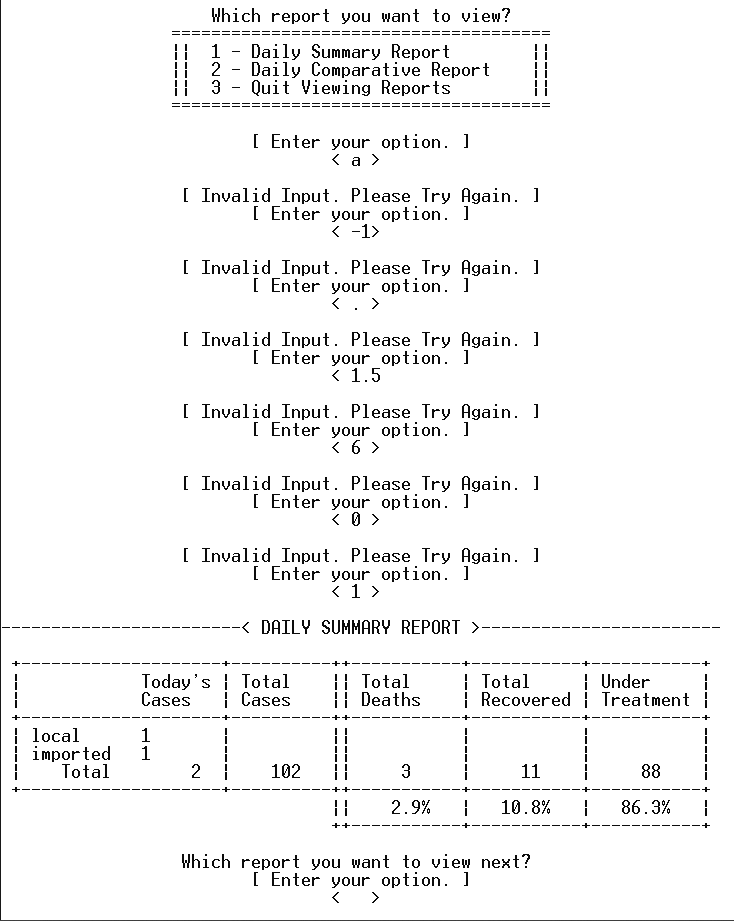 Which report you want to view?
======================================
||  1 - Daily Summary Report        ||
||  2 - Daily Comparative Report    ||
||  3 - Quit Viewing Reports        ||
======================================
[ Enter your option. ]
< a >
[ Invalid Input. Please Try Again. ]
[ Enter your option. ]
< -1>
[ Invalid Input. Please Try Again. ]
[ Enter your option. ]
< . >
[ Invalid Input. Please Try Again. ]
[ Enter your option. ]
< 1.5
[ Invalid Input. Please Try Again. ]
[ Enter your option. ]
< 6 >
[ Invalid Input. Please Try Again. ]
[ Enter your option. ]
< 0 >
[ Invalid Input. Please Try Again. ]
[ Enter your option. ]
< 1 >
------------------------< DAILY SUMMARY REPORT >------------------------
+--------------------+----------++-----------+-----------+-----------+
|            Today's | Total    || Total     | Total     | Under     |
|            Cases   | Cases    || Deaths    | Recovered | Treatment |
+--------------------+----------++-----------+-----------+-----------+
| local      1       |          ||           |           |           |
| imported   1       |          ||           |           |           |
|    Total        2  |    102   ||     3     |     11    |     88    |
+--------------------+----------++-----------+-----------+-----------+
||    2.9%   |   10.8%   |   86.3%   |
++-----------+-----------+-----------+
Which report you want to view next?
[ Enter your option. ]
<   >